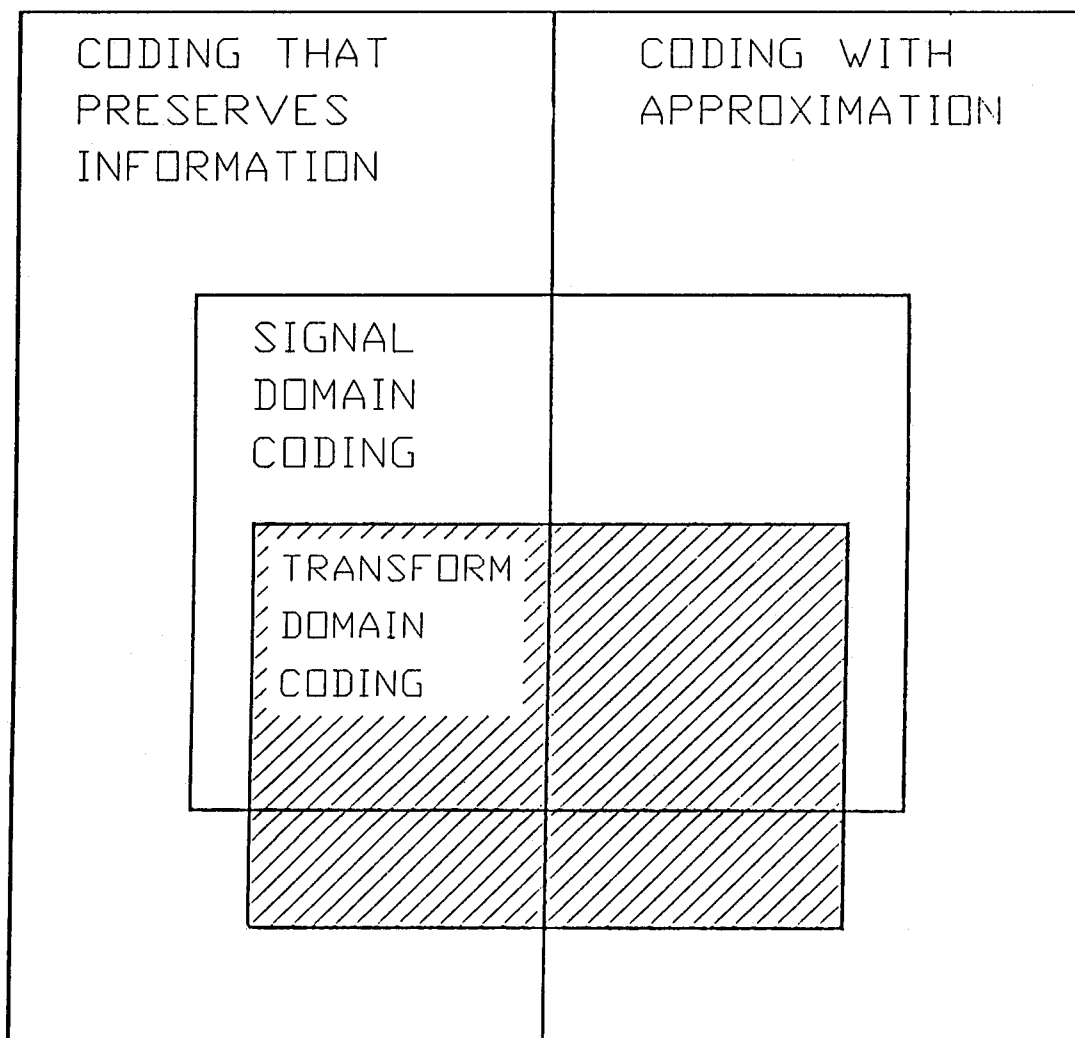 CODING THAT
PRESERVES
INFORMATION
CODING WITH
APPROXIMATION
SIGNAL
DOMAIN
CODING
TRANSFORM
DOMAIN
CODING